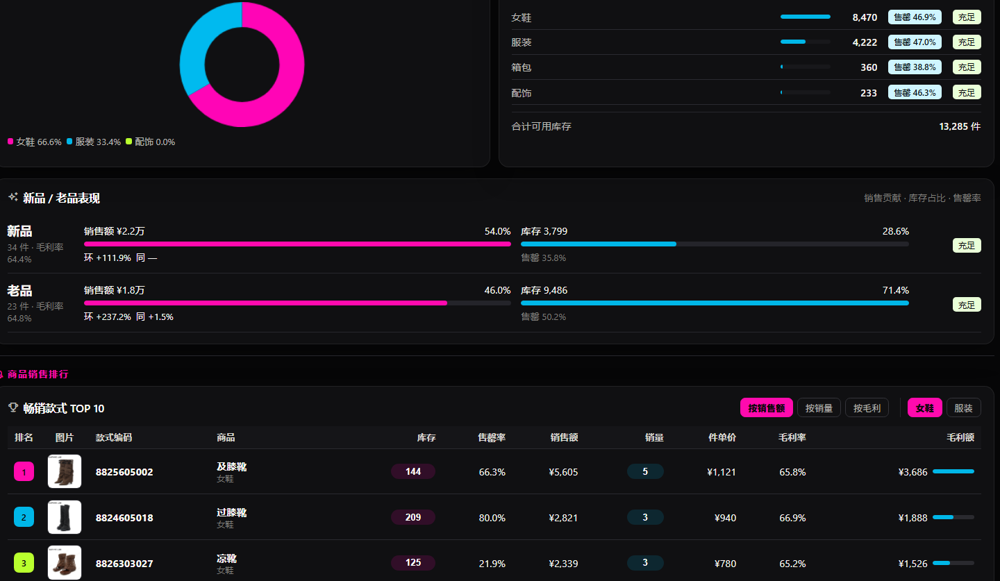 女鞋 8,470 售罄 46.9% 充足
服装 4,222 售罄 47.0% 充足
箱包 360 售罄 38.8% 充足
配饰 233 售罄 46.3% 充足
合计可用库存 13,285 件
女鞋 66.6% 服装 33.4% 配饰 0.0%
新品 / 老品表现 销售贡献 · 库存占比 · 售罄率
新品 销售额 ¥2.2万 54.0% 库存 3,799 28.6%
34 件 · 毛利率 充足
64.4% 环 +111.9% 同 — 售罄 35.8%
老品 销售额 ¥1.8万 46.0% 库存 9,486 71.4%
23 件 · 毛利率 充足
64.8% 环 +237.2% 同 +1.5% 售罄 50.2%
商品销售排行
畅销款式 TOP 10 按销售额 按销量 按毛利 女鞋 服装
排名 图片 款式编码 商品 库存 售罄率 销售额 销量 件单价 毛利率 毛利额
1 8825605002 及膝靴 144 66.3% ¥5,605 5 ¥1,121 65.8% ¥3,686
女鞋
2 8824605018 过膝靴 209 80.0% ¥2,821 3 ¥940 66.9% ¥1,888
女鞋
3 8826303027 凉靴 125 21.9% ¥2,339 3 ¥780 65.2% ¥1,526
女鞋